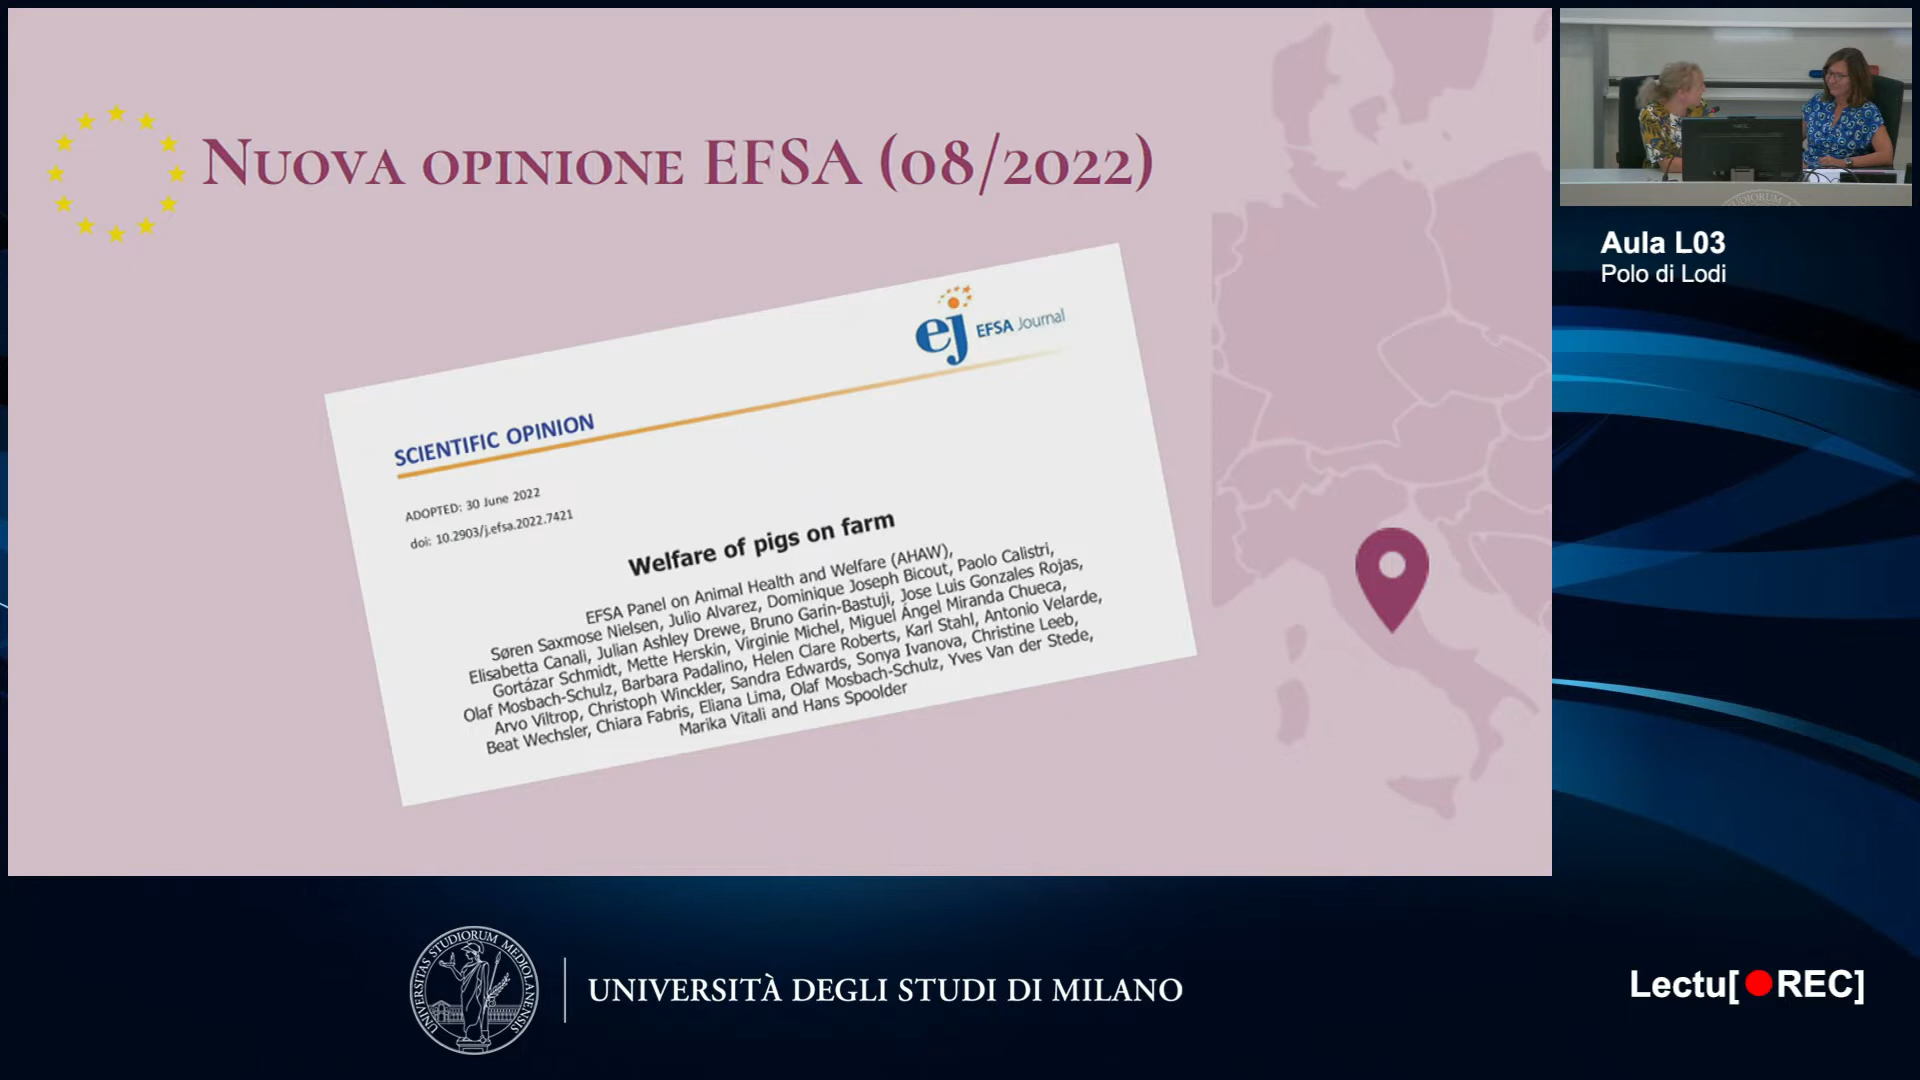 Nuova opinione EFSA (08/2022)
ej EFSA Journal
SCIENTIFIC OPINION
ADOPTED: 30 June 2022
doi: 10.2903/j.efsa.2022.7421
Welfare of pigs on farm
EFSA Panel on Animal Health and Welfare (AHAW),
Søren Saxmose Nielsen, Julio Alvarez, Dominique Joseph Bicout, Paolo Calistri,
Elisabetta Canali, Julian Ashley Drewe, Bruno Garin-Bastuji, Jose Luis Gonzales Rojas,
Gortázar Schmidt, Mette Herskin, Virginie Michel, Miguel Ángel Miranda Chueca,
Olaf Mosbach-Schulz, Barbara Padalino, Helen Clare Roberts, Karl Stahl, Antonio Velarde,
Arvo Viltrop, Christoph Winckler, Sandra Edwards, Sonya Ivanova, Christine Leeb,
Beat Wechsler, Chiara Fabris, Eliana Lima, Olaf Mosbach-Schulz, Yves Van der Stede,
Marika Vitali and Hans Spoolder
Aula L03
Polo di Lodi
UNIVERSITAS STUDIORUM MEDIOLANENSIS
UNIVERSITÀ DEGLI STUDI DI MILANO
Lectu[REC]